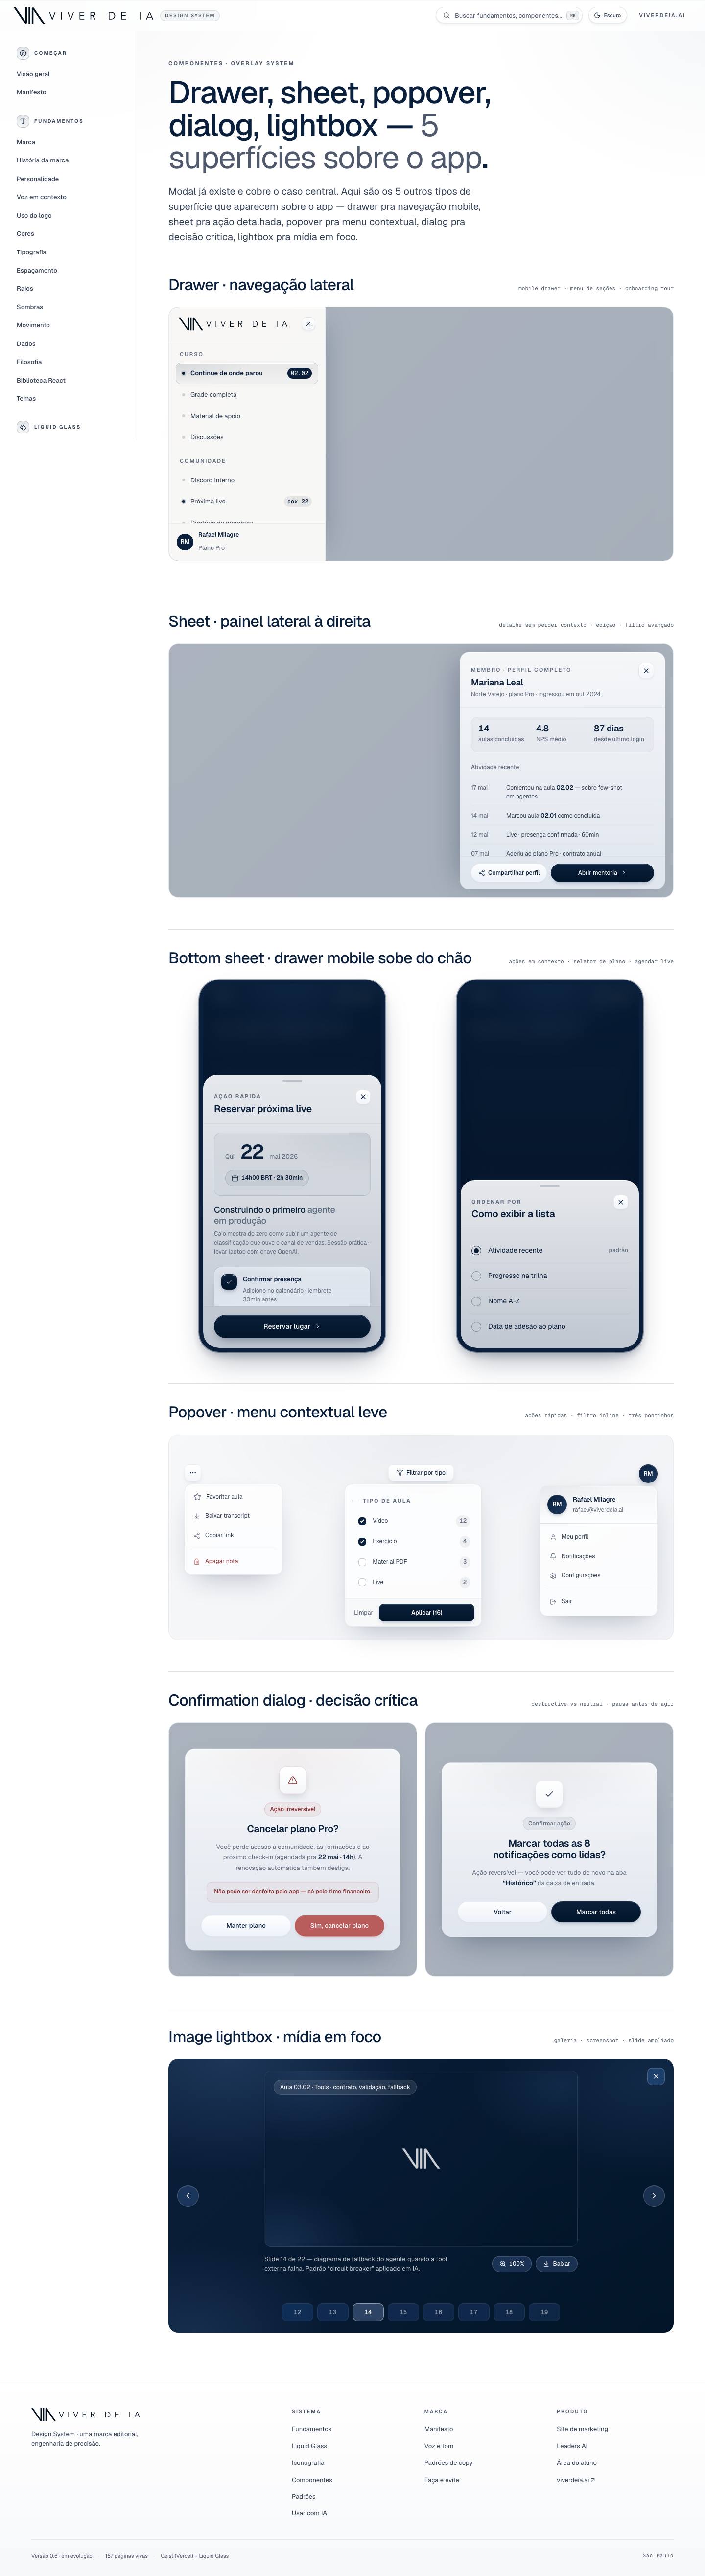 VIVER DE IA
DESIGN SYSTEM
Buscar fundamentos, componentes...
⌘K
Escuro
VIVERDEIA.AI
COMEÇAR
Visão geral
Manifesto
FUNDAMENTOS
Marca
História da marca
Personalidade
Voz em contexto
Uso do logo
Cores
Tipografia
Espaçamento
Raios
Sombras
Movimento
Dados
Filosofia
Biblioteca React
Temas
LIQUID GLASS
COMPONENTES · OVERLAY SYSTEM
Drawer, sheet, popover,
dialog, lightbox — 5
superfícies sobre o app.
Modal já existe e cobre o caso central. Aqui são os 5 outros tipos de
superfície que aparecem sobre o app — drawer pra navegação mobile,
sheet pra ação detalhada, popover pra menu contextual, dialog pra
decisão crítica, lightbox pra mídia em foco.
Drawer · navegação lateral
mobile drawer · menu de seções · onboarding tour
VIVER DE IA
CURSO
Continue de onde parou
02.02
Grade completa
Material de apoio
Discussões
COMUNIDADE
Discord interno
Próxima live
sex 22
Diretório de membros
RM
Rafael Milagre
Plano Pro
Sheet · painel lateral à direita
detalhe sem perder contexto · edição · filtro avançado
MEMBRO · PERFIL COMPLETO
Mariana Leal
Norte Varejo · plano Pro · ingressou em out 2024
14
aulas concluídas
4.8
NPS médio
87 dias
desde último login
Atividade recente
17 mai
Comentou na aula 02.02 — sobre few-shot
em agentes
14 mai
Marcou aula 02.01 como concluída
12 mai
Live · presença confirmada · 60min
07 mai
Aderiu ao plano Pro · contrato anual
Compartilhar perfil
Abrir mentoria
Bottom sheet · drawer mobile sobe do chão
ações em contexto · seletor de plano · agendar live
AÇÃO RÁPIDA
Reservar próxima live
Qui
22
mai 2026
14h00 BRT · 2h 30min
Construindo o primeiro agente
em produção
Caio mostra do zero como subir um agente de
classificação que ouve o canal de vendas. Sessão prática ·
levar laptop com chave OpenAI.
Confirmar presença
Adiciono no calendário · lembrete
30min antes
Reservar lugar
ORDENAR POR
Como exibir a lista
Atividade recente
padrão
Progresso na trilha
Nome A-Z
Data de adesão ao plano
Popover · menu contextual leve
ações rápidas · filtro inline · três pontinhos
Favoritar aula
Baixar transcript
Copiar link
Apagar nota
Filtrar por tipo
TIPO DE AULA
Vídeo
12
Exercício
4
Material PDF
3
Live
2
Limpar
Aplicar (16)
RM
RM
Rafael Milagre
rafael@viverdeia.ai
Meu perfil
Notificações
Configurações
Sair
Confirmation dialog · decisão crítica
destructive vs neutral · pausa antes de agir
Ação irreversível
Cancelar plano Pro?
Você perde acesso à comunidade, às formações e ao
próximo check-in (agendada pra 22 mai · 14h). A
renovação automática também desliga.
Não pode ser desfeita pelo app — só pelo time financeiro.
Manter plano
Sim, cancelar plano
Confirmar ação
Marcar todas as 8
notificações como lidas?
Ação reversível — você pode ver tudo de novo na aba
"Histórico" da caixa de entrada.
Voltar
Marcar todas
Image lightbox · mídia em foco
galeria · screenshot · slide ampliado
Aula 03.02 · Tools · contrato, validação, fallback
Slide 14 de 22 — diagrama de fallback do agente quando a tool
externa falha. Padrão "circuit breaker" aplicado em IA.
100%
Baixar
12
13
14
15
16
17
18
19
VIVER DE IA
Design System · uma marca editorial,
engenharia de precisão.
SISTEMA
Fundamentos
Liquid Glass
Iconografia
Componentes
Padrões
Usar com IA
MARCA
Manifesto
Voz e tom
Padrões de copy
Faça e evite
PRODUTO
Site de marketing
Leaders AI
Área do aluno
viverdeia.ai ↗
Versão 0.6 · em evolução
167 páginas vivas
Geist (Vercel) + Liquid Glass
São Paulo